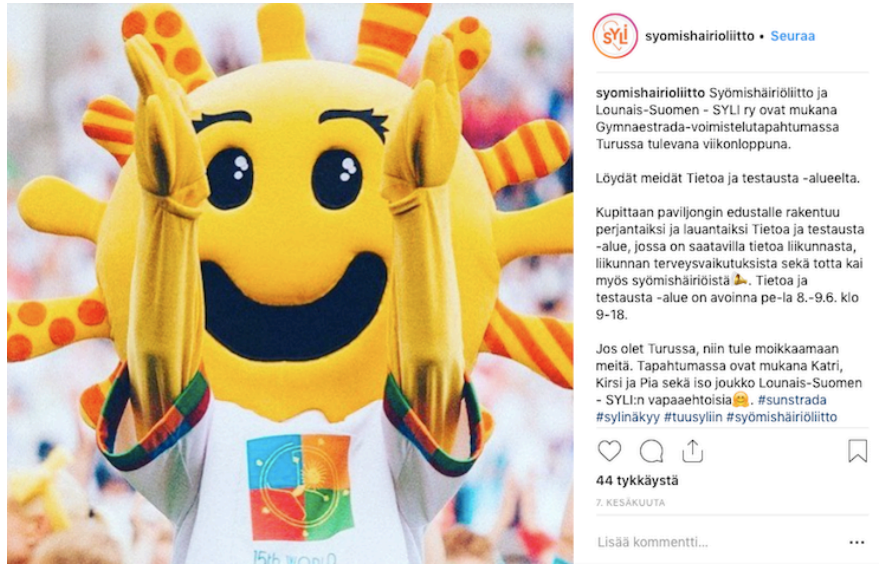 SYLI
syomishairioliitto • Seuraa
syomishairioliitto Syömishäiriöliitto ja
Lounais-Suomen - SYLI ry ovat mukana
Gymnaestrada-voimistelutapahtumassa
Turussa tulevana viikonloppuna.
Löydät meidät Tietoa ja testausta -alueelta.
Kupittaan paviljongin edustalle rakentuu
perjantaiksi ja lauantaiksi Tietoa ja testausta
-alue, jossa on saatavilla tietoa liikunnasta,
liikunnan terveysvaikutuksista sekä totta kai
myös syömishäiriöistä💪. Tietoa ja
testausta -alue on avoinna pe-la 8.-9.6. klo
9-18.
Jos olet Turussa, niin tule moikkaamaan
meitä. Tapahtumassa ovat mukana Katri,
Kirsi ja Pia sekä iso joukko Lounais-Suomen
- SYLI:n vapaaehtoisia🤗. #sunstrada
#sylinäkyy #tuusyliin #syömishäiriöliitto
44 tykkäystä
7. KESÄKUUTA
Lisää kommentti...
15th WORLD